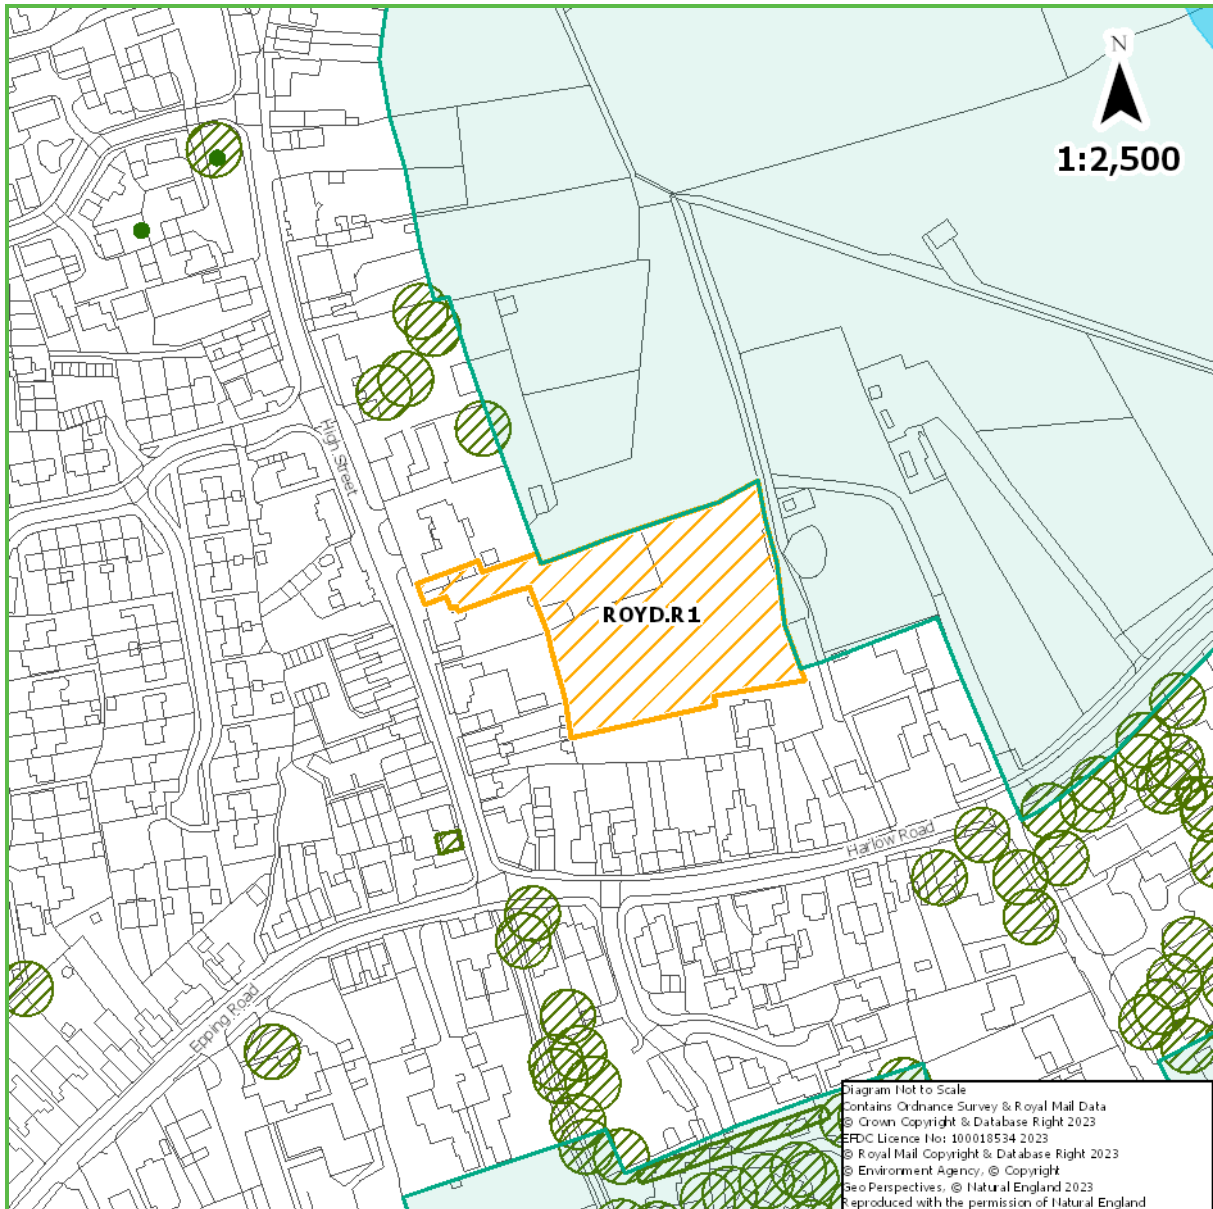 N
1:2,500
High Street
ROYD.R1
Harlow Road
Epping Road
Diagram Not to Scale
Contains Ordnance Survey & Royal Mail Data
© Crown Copyright & Database Right 2023
EFDC Licence No: 100018534 2023
© Royal Mail Copyright & Database Right 2023
© Environment Agency, © Copyright
Geo Perspectives, © Natural England 2023
Reproduced with the permission of Natural England